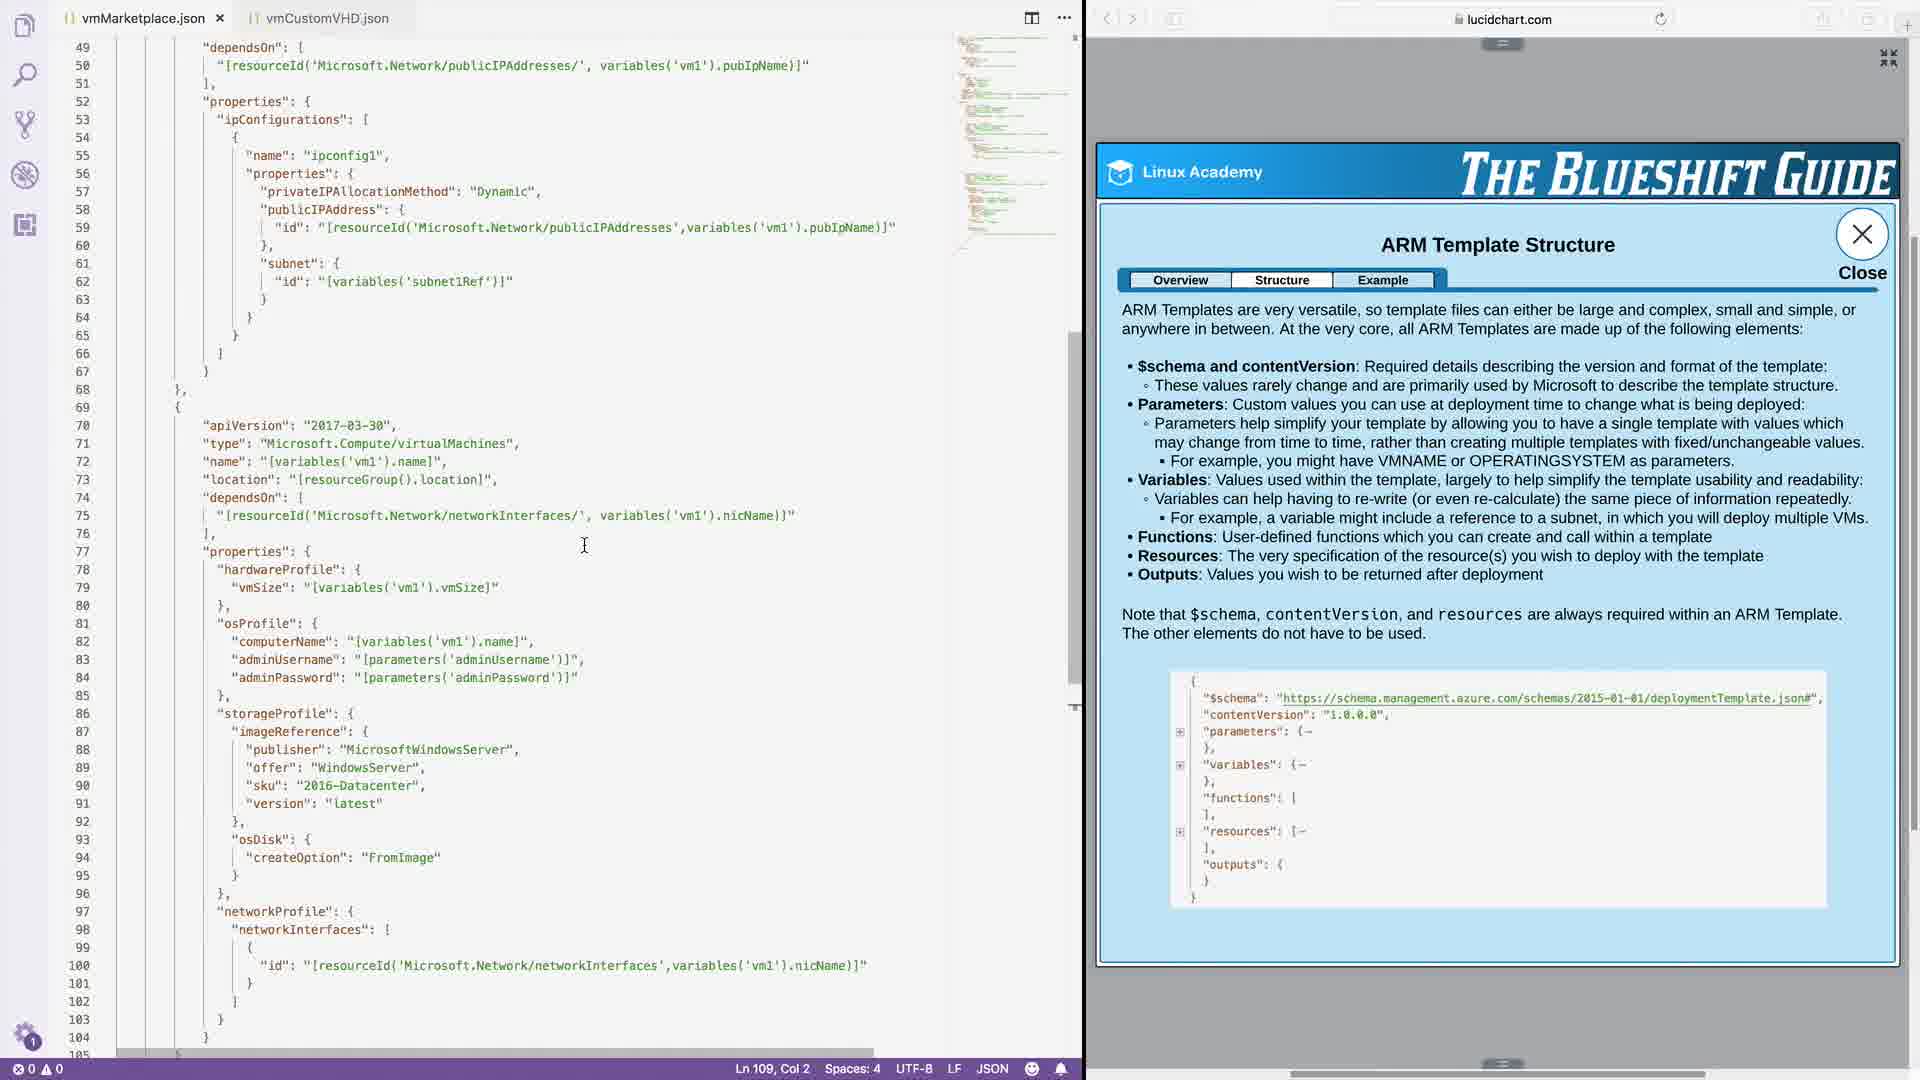 vmMarketplace.json
vmCustomVHD.json
49 "dependsOn": [
50 "[resourceId('Microsoft.Network/publicIPAddresses/', variables('vm1').pubIpName)]"
51 ],
52 "properties": {
53 "ipConfigurations": [
54 {
55 "name": "ipconfig1",
56 "properties": {
57 "privateIPAllocationMethod": "Dynamic",
58 "publicIPAddress": {
59 "id": "[resourceId('Microsoft.Network/publicIPAddresses',variables('vm1').pubIpName)]"
60 },
61 "subnet": {
62 "id": "[variables('subnet1Ref')]"
63 }
64 }
65 }
66 ]
67 }
68 },
69 {
70 "apiVersion": "2017-03-30",
71 "type": "Microsoft.Compute/virtualMachines",
72 "name": "[variables('vm1').name]",
73 "location": "[resourceGroup().location]",
74 "dependsOn": [
75 "[resourceId('Microsoft.Network/networkInterfaces/', variables('vm1').nicName)]"
76 ],
77 "properties": {
78 "hardwareProfile": {
79 "vmSize": "[variables('vm1').vmSize]"
80 },
81 "osProfile": {
82 "computerName": "[variables('vm1').name]",
83 "adminUsername": "[parameters('adminUsername')]",
84 "adminPassword": "[parameters('adminPassword')]"
85 },
86 "storageProfile": {
87 "imageReference": {
88 "publisher": "MicrosoftWindowsServer",
89 "offer": "WindowsServer",
90 "sku": "2016-Datacenter",
91 "version": "latest"
92 },
93 "osDisk": {
94 "createOption": "FromImage"
95 }
96 },
97 "networkProfile": {
98 "networkInterfaces": [
99 {
100 "id": "[resourceId('Microsoft.Network/networkInterfaces',variables('vm1').nicName)]"
101 }
102 ]
103 }
104 }
105 }
1
0 0
Ln 109, Col 2 Spaces: 4 UTF-8 LF JSON
lucidchart.com
Linux Academy
THE BLUESHIFT GUIDE
ARM Template Structure
Close
Overview Structure Example
ARM Templates are very versatile, so template files can either be large and complex, small and simple, or
anywhere in between. At the very core, all ARM Templates are made up of the following elements:
• $schema and contentVersion: Required details describing the version and format of the template:
◦ These values rarely change and are primarily used by Microsoft to describe the template structure.
• Parameters: Custom values you can use at deployment time to change what is being deployed:
◦ Parameters help simplify your template by allowing you to have a single template with values which
may change from time to time, rather than creating multiple templates with fixed/unchangeable values.
▪ For example, you might have VMNAME or OPERATINGSYSTEM as parameters.
• Variables: Values used within the template, largely to help simplify the template usability and readability:
◦ Variables can help having to re-write (or even re-calculate) the same piece of information repeatedly.
▪ For example, a variable might include a reference to a subnet, in which you will deploy multiple VMs.
• Functions: User-defined functions which you can create and call within a template
• Resources: The very specification of the resource(s) you wish to deploy with the template
• Outputs: Values you wish to be returned after deployment
Note that $schema, contentVersion, and resources are always required within an ARM Template.
The other elements do not have to be used.
{
"$schema": "https://schema.management.azure.com/schemas/2015-01-01/deploymentTemplate.json#",
"contentVersion": "1.0.0.0",
"parameters": {
},
"variables": {
},
"functions": [
],
"resources": [
],
"outputs": {
}
}